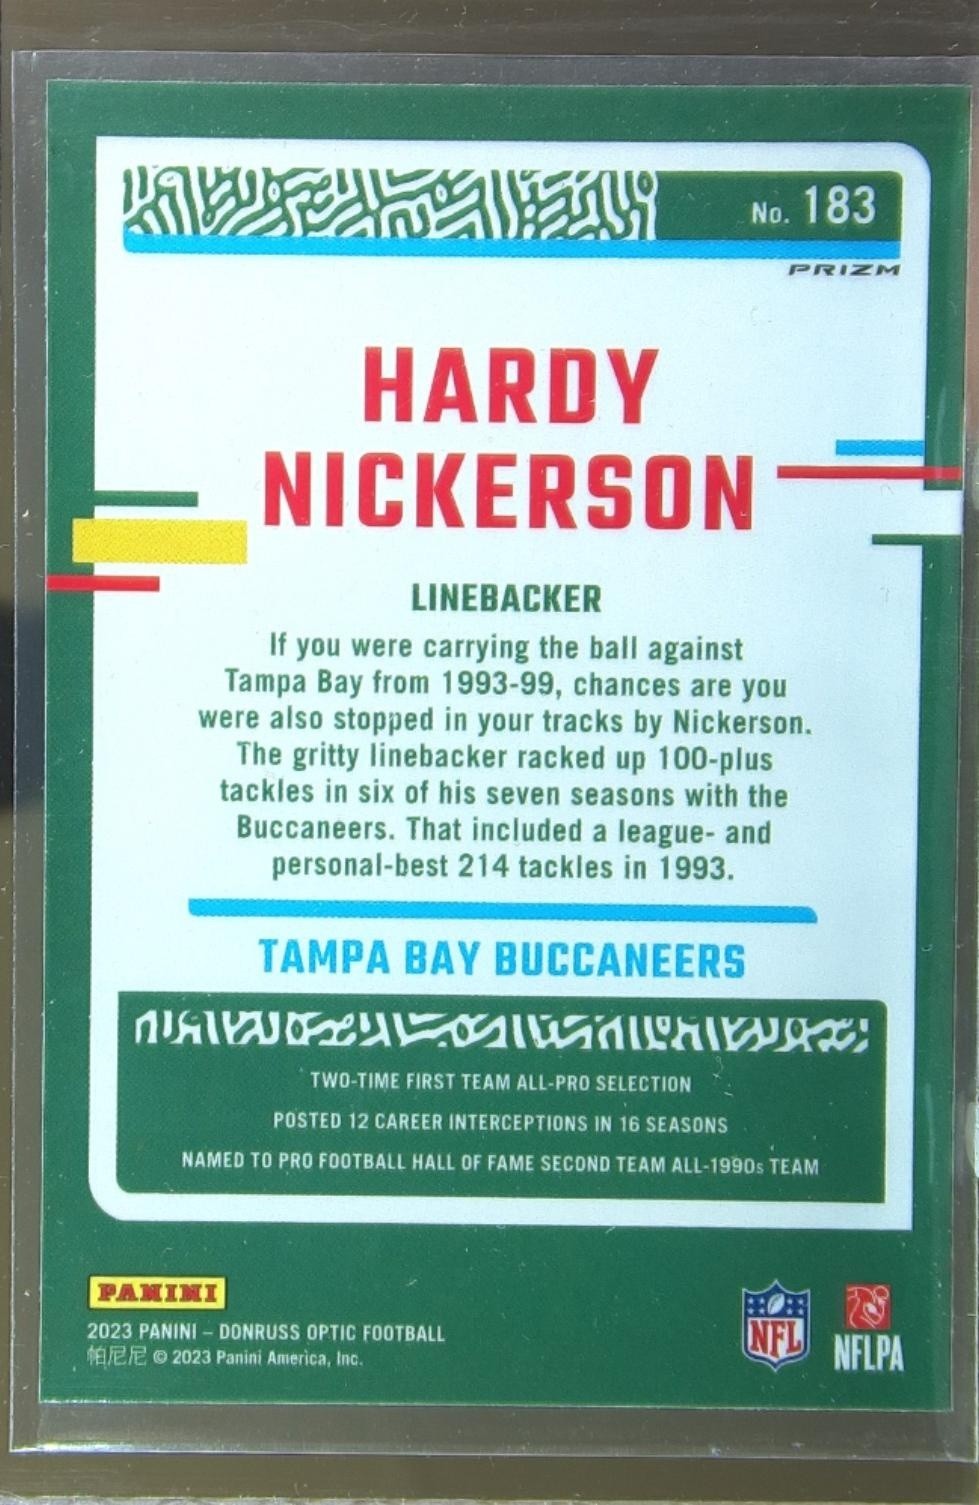 No. 183
PRIZM
HARDY
NICKERSON
LINEBACKER
If you were carrying the ball against
Tampa Bay from 1993-99, chances are you
were also stopped in your tracks by Nickerson.
The gritty linebacker racked up 100-plus
tackles in six of his seven seasons with the
Buccaneers. That included a league- and
personal-best 214 tackles in 1993.
TAMPA BAY BUCCANEERS
TWO-TIME FIRST TEAM ALL-PRO SELECTION
POSTED 12 CAREER INTERCEPTIONS IN 16 SEASONS
NAMED TO PRO FOOTBALL HALL OF FAME SECOND TEAM ALL-1990s TEAM
PANINI
2023 PANINI – DONRUSS OPTIC FOOTBALL
帕尼尼 © 2023 Panini America, Inc.
NFL
NFLPA